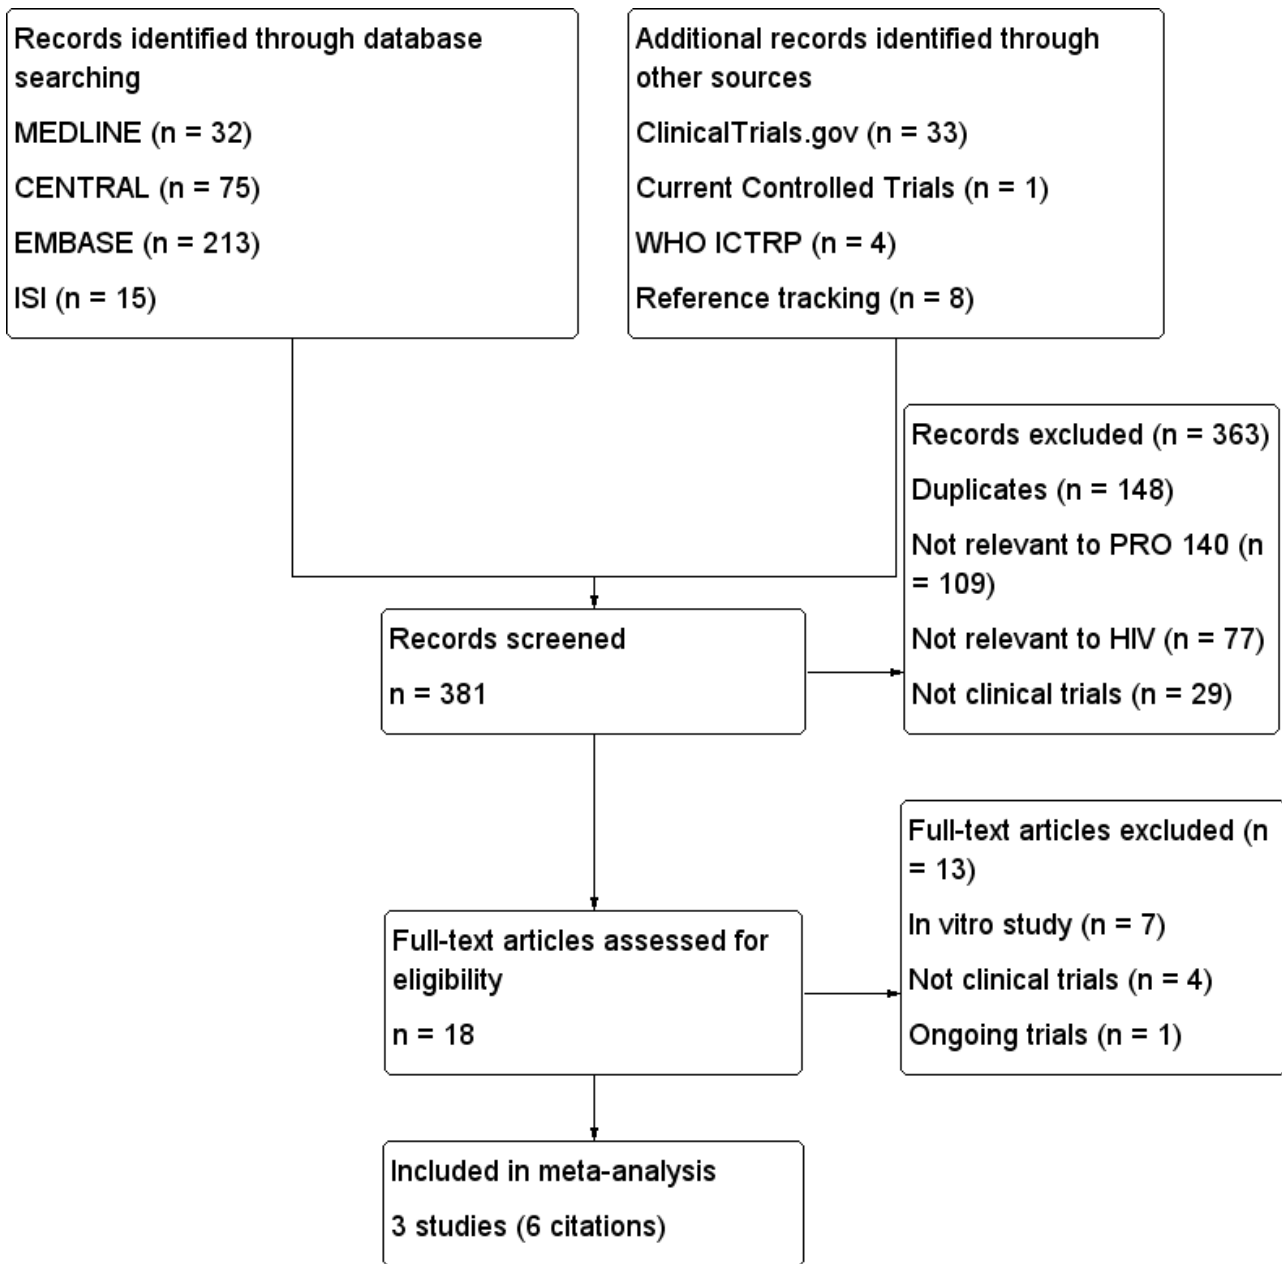 Records identified through database
searching
MEDLINE (n = 32)
CENTRAL (n = 75)
EMBASE (n = 213)
ISI (n = 15)
Additional records identified through
other sources
ClinicalTrials.gov (n = 33)
Current Controlled Trials (n = 1)
WHO ICTRP (n = 4)
Reference tracking (n = 8)
Records excluded (n = 363)
Duplicates (n = 148)
Not relevant to PRO 140 (n
= 109)
Not relevant to HIV (n = 77)
Not clinical trials (n = 29)
Records screened
n = 381
Full-text articles excluded (n
= 13)
In vitro study (n = 7)
Not clinical trials (n = 4)
Ongoing trials (n = 1)
Full-text articles assessed for
eligibility
n = 18
Included in meta-analysis
3 studies (6 citations)